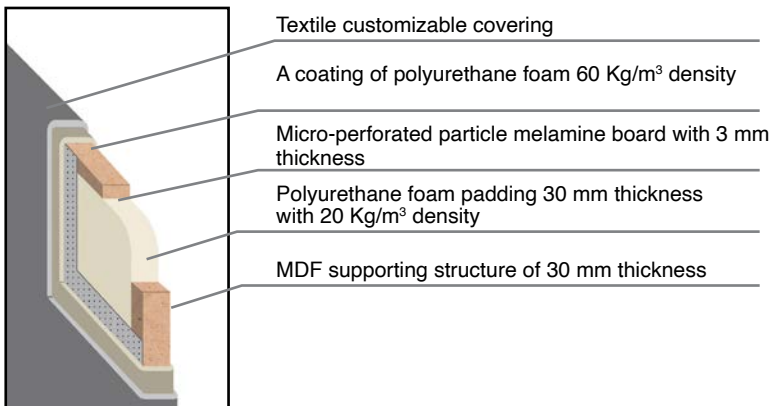 Textile customizable covering
A coating of polyurethane foam 60 Kg/m³ density
Micro-perforated particle melamine board with 3 mm
thickness
Polyurethane foam padding 30 mm thickness
with 20 Kg/m³ density
MDF supporting structure of 30 mm thickness